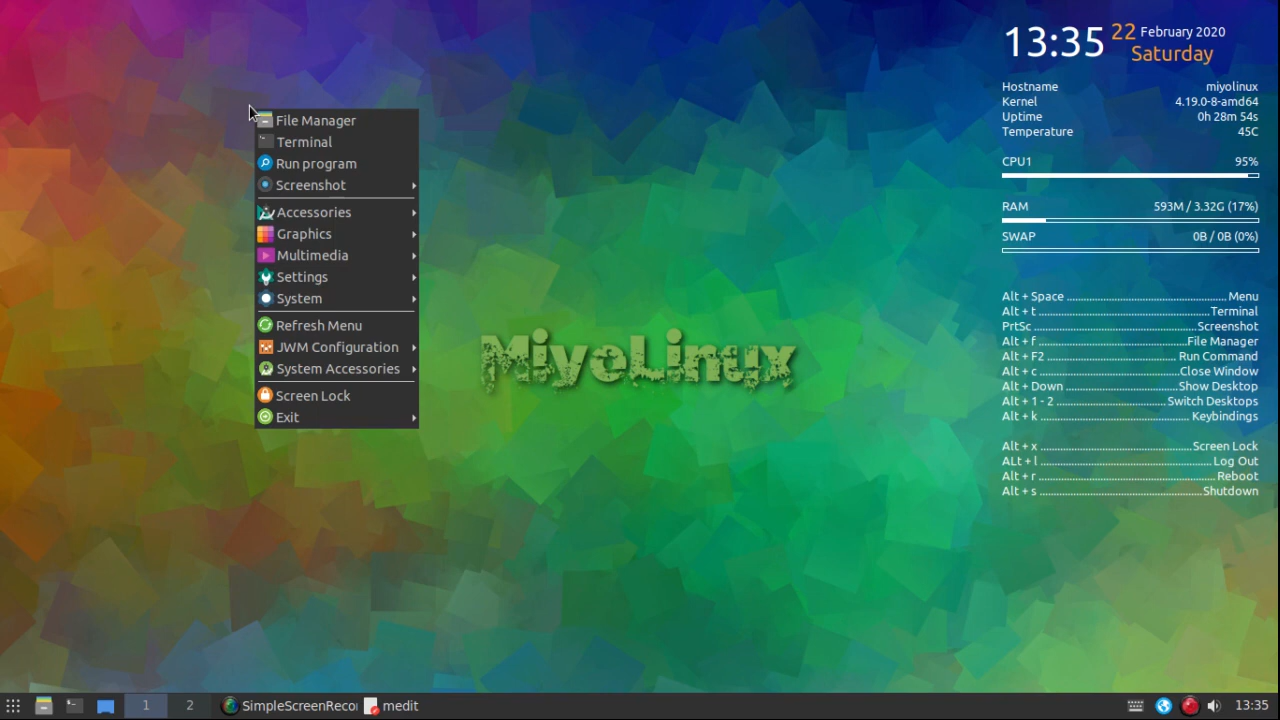 13:35 22 February 2020
Saturday
Hostname miyolinux
Kernel 4.19.0-8-amd64
Uptime 0h 28m 54s
Temperature 45C
CPU1 95%
RAM 593M / 3.32G (17%)
SWAP 0B / 0B (0%)
Alt + Space Menu
Alt + t Terminal
PrtSc Screenshot
Alt + f File Manager
Alt + F2 Run Command
Alt + c Close Window
Alt + Down Show Desktop
Alt + 1 - 2 Switch Desktops
Alt + k Keybindings
Alt + x Screen Lock
ALt + l Log Out
Alt + r Reboot
Alt + s Shutdown
File Manager
Terminal
Run program
Screenshot
Accessories
Graphics
Multimedia
Settings
System
Refresh Menu
JWM Configuration
System Accessories
Screen Lock
Exit
MiyoLinux
1 2 SimpleScreenReco medit 13:35